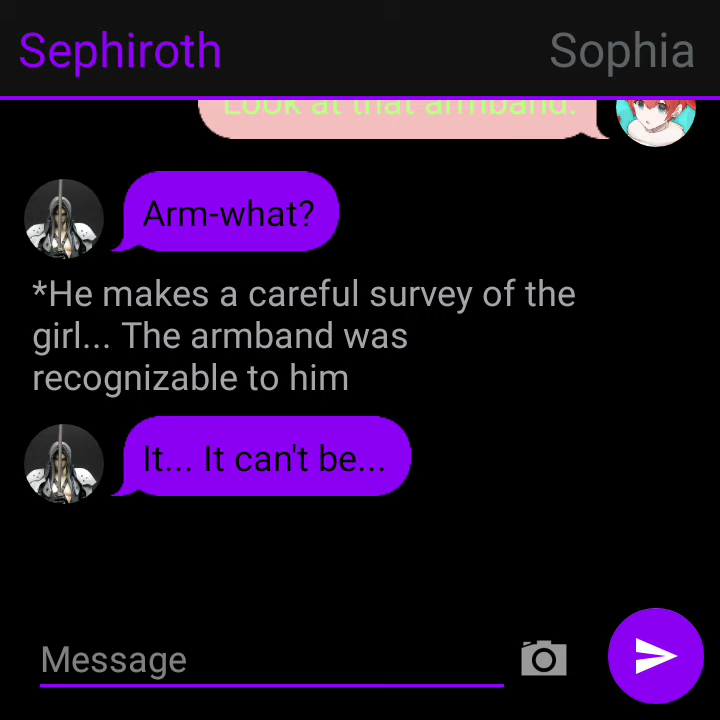 Sephiroth
Sophia
Look at that armband.
Arm-what?
*He makes a careful survey of the
girl... The armband was
recognizable to him
It... It can't be...
Message